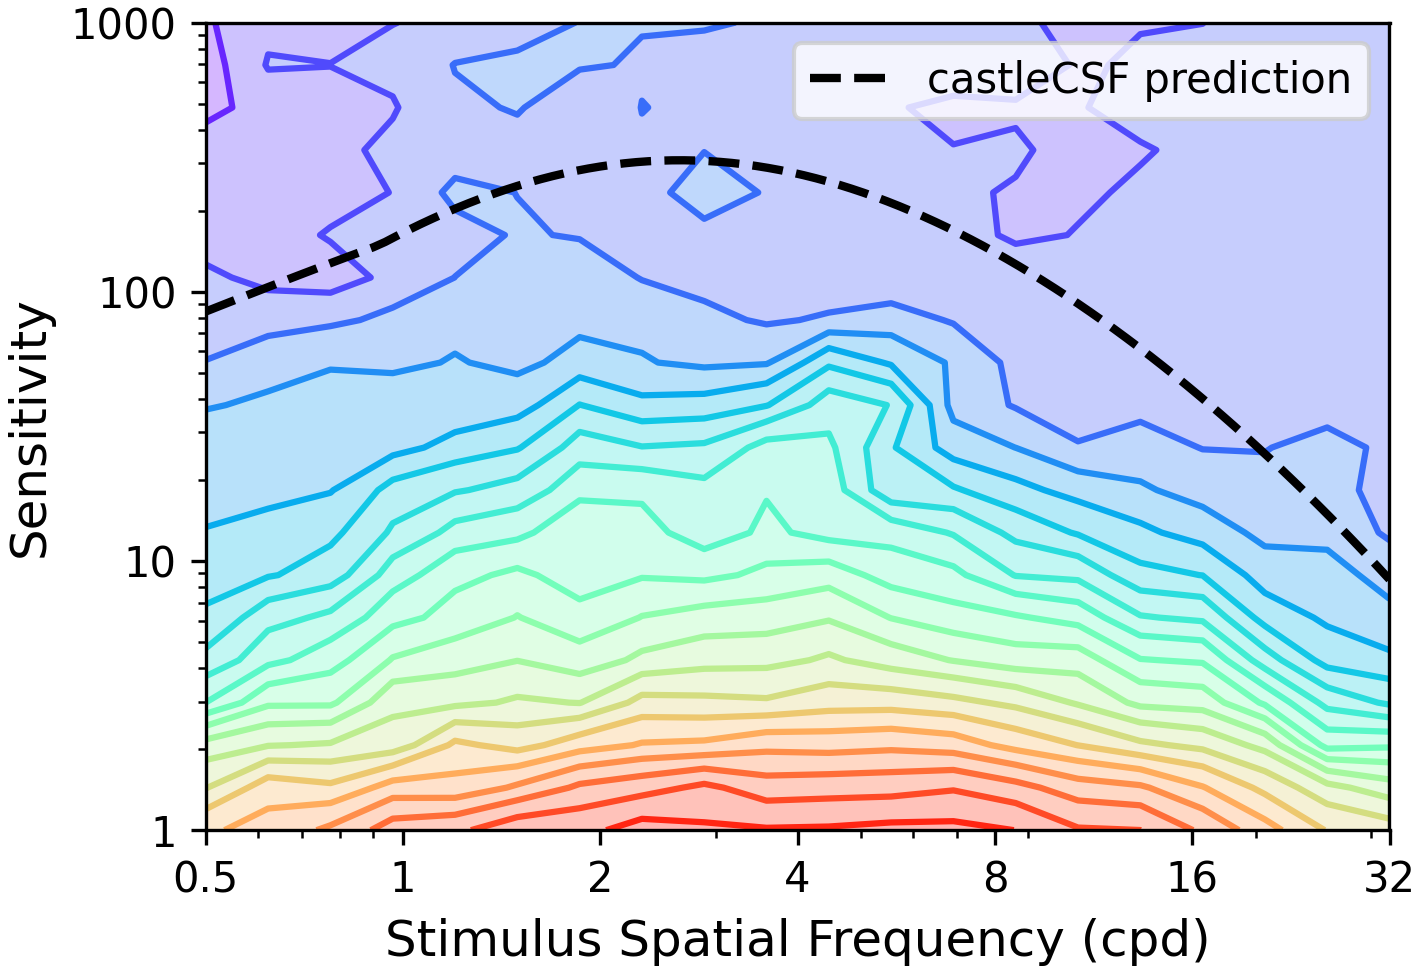 1000
100
10
1
Sensitivity
castleCSF prediction
0.5 1 2 4 8 16 32
Stimulus Spatial Frequency (cpd)